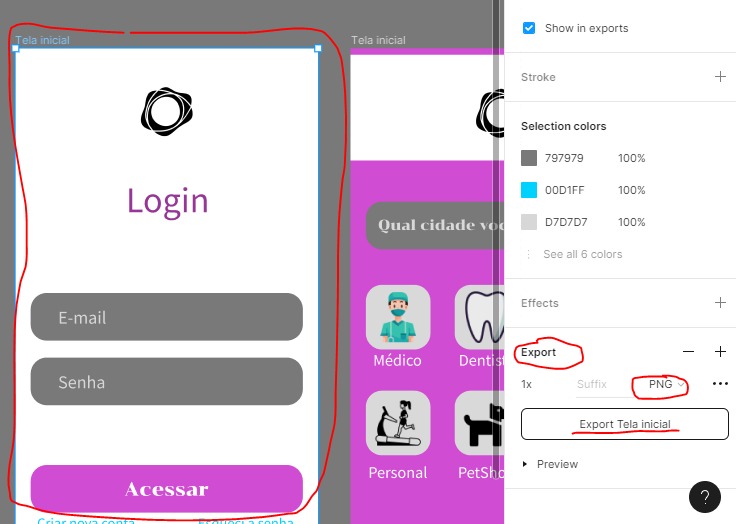 Tela inicial
Login
E-mail
Senha
Acessar
Criar nova conta
Esqueci a senha
Tela inicial
Qual cidade voc
Médico
Dentist
Personal
PetSho
Show in exports
Stroke
Selection colors
797979 100%
00D1FF 100%
D7D7D7 100%
See all 6 colors
Effects
Export
1x Suffix PNG
Export Tela inicial
Preview
?